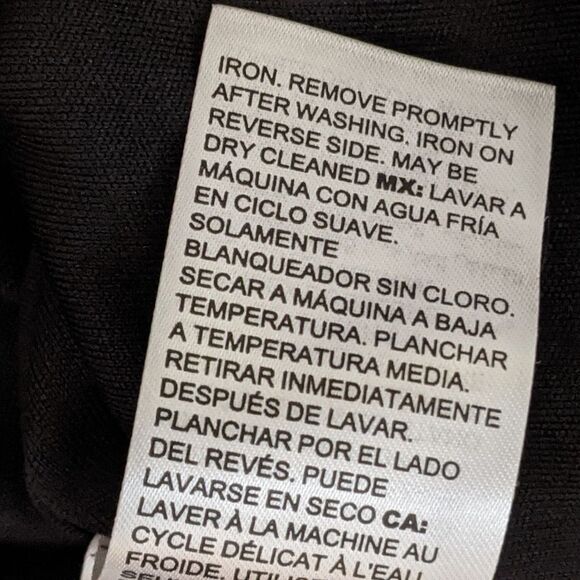 IRON. REMOVE PROMPTLY
AFTER WASHING. IRON ON
REVERSE SIDE. MAY BE
DRY CLEANED MX: LAVAR A
MÁQUINA CON AGUA FRÍA
EN CICLO SUAVE.
SOLAMENTE
BLANQUEADOR SIN CLORO.
SECAR A MÁQUINA A BAJA
TEMPERATURA. PLANCHAR
A TEMPERATURA MEDIA.
RETIRAR INMEDIATAMENTE
DESPUÉS DE LAVAR.
PLANCHAR POR EL LADO
DEL REVÉS. PUEDE
LAVARSE EN SECO CA:
LAVER À LA MACHINE AU
CYCLE DÉLICAT À L'EAU
FROIDE.